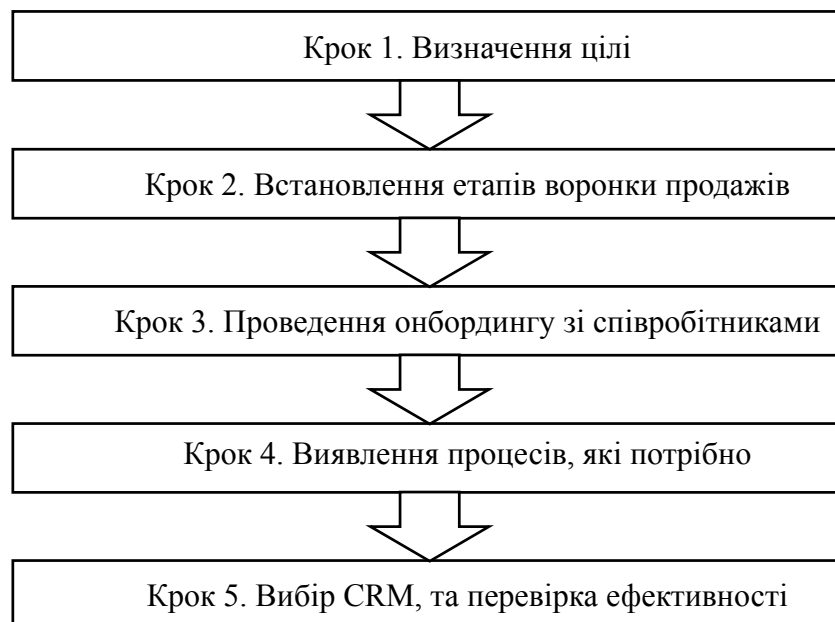 Крок 1. Визначення цілі
Крок 2. Встановлення етапів воронки продажів
Крок 3. Проведення онбордингу зі співробітниками
Крок 4. Виявлення процесів, які потрібно
Крок 5. Вибір CRM, та перевірка ефективності